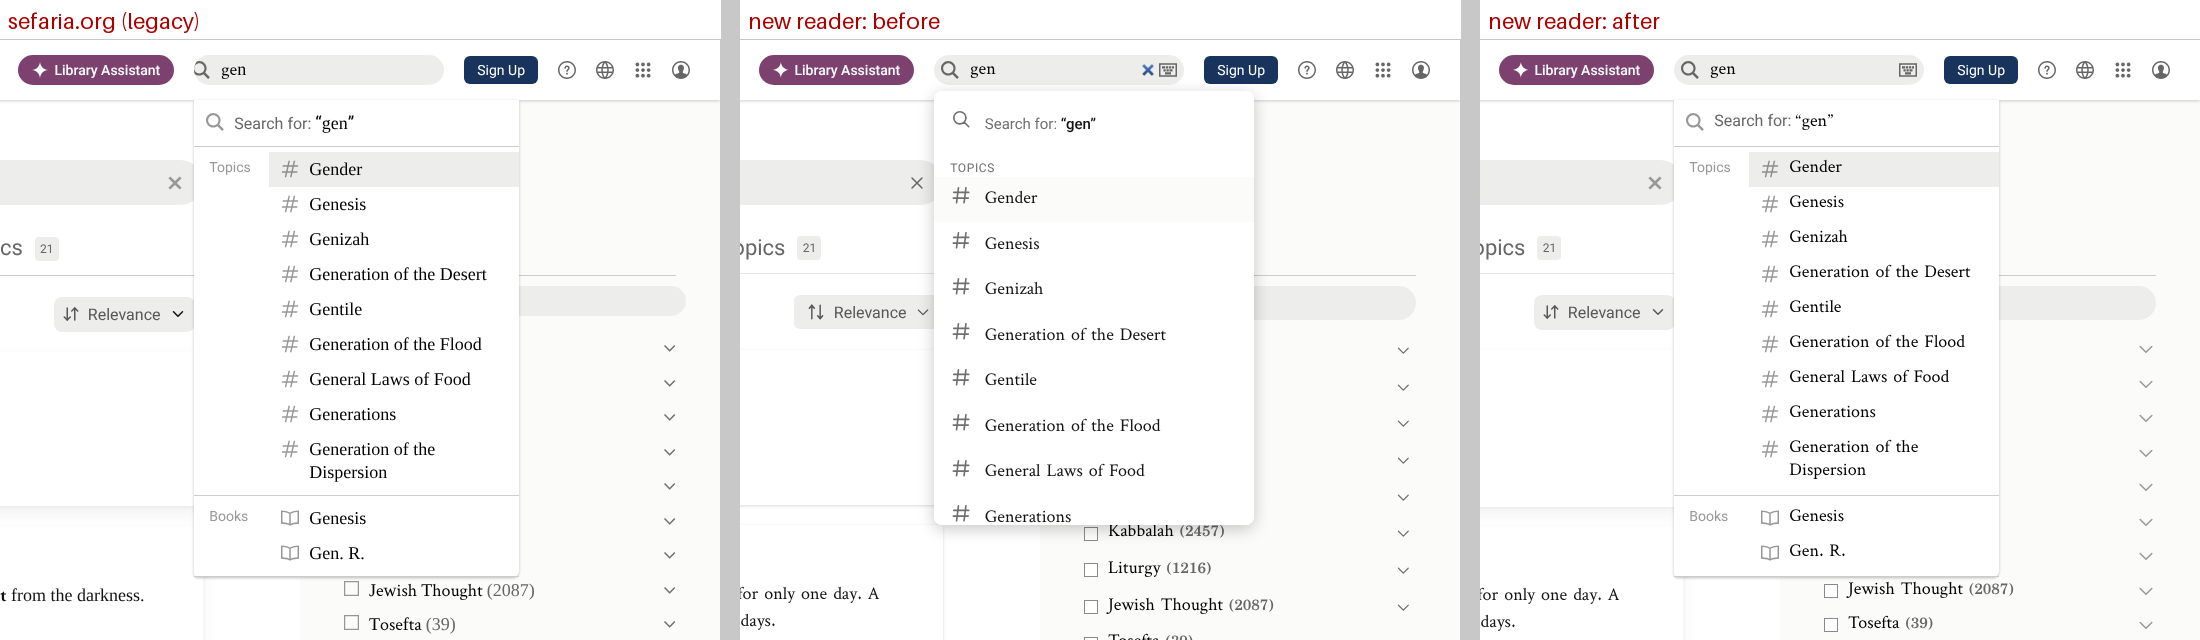 sefaria.org (legacy)
Library Assistant
gen
Sign Up
Search for: “gen”
Topics
Gender
Genesis
Genizah
Generation of the Desert
Gentile
Generation of the Flood
General Laws of Food
Generations
Generation of the
Dispersion
Books
Genesis
Gen. R.
cs 21
Relevance
t from the darkness.
Jewish Thought (2087)
Tosefta (39)
new reader: before
Library Assistant
gen
Sign Up
Search for: “gen”
TOPICS
Gender
Genesis
Genizah
Generation of the Desert
Gentile
Generation of the Flood
General Laws of Food
Generations
opics 21
Relevance
for only one day. A
days.
Kabbalah (2457)
Liturgy (1216)
Jewish Thought (2087)
Tosefta (39)
new reader: after
Library Assistant
gen
Sign Up
Search for: “gen”
Topics
Gender
Genesis
Genizah
Generation of the Desert
Gentile
Generation of the Flood
General Laws of Food
Generations
Generation of the
Dispersion
Books
Genesis
Gen. R.
opics 21
Relevance
for only one day. A
days.
Jewish Thought (2087)
Tosefta (39)